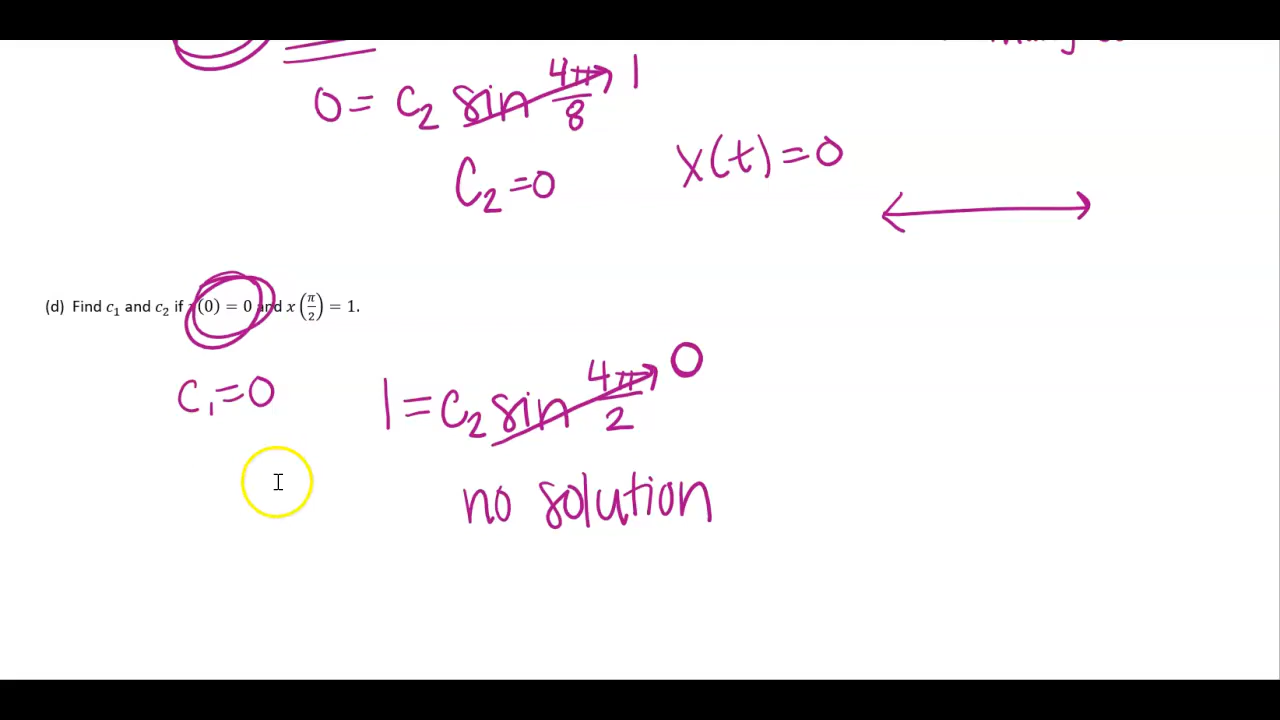 0 = c₂ sin 4π/8 → 1
C₂ = 0
x(t) = 0
(d) Find c₁ and c₂ if (0) = 0 and x(π/2) = 1.
C₁ = 0
1 = C₂ sin 4π/2 → 0
no solution